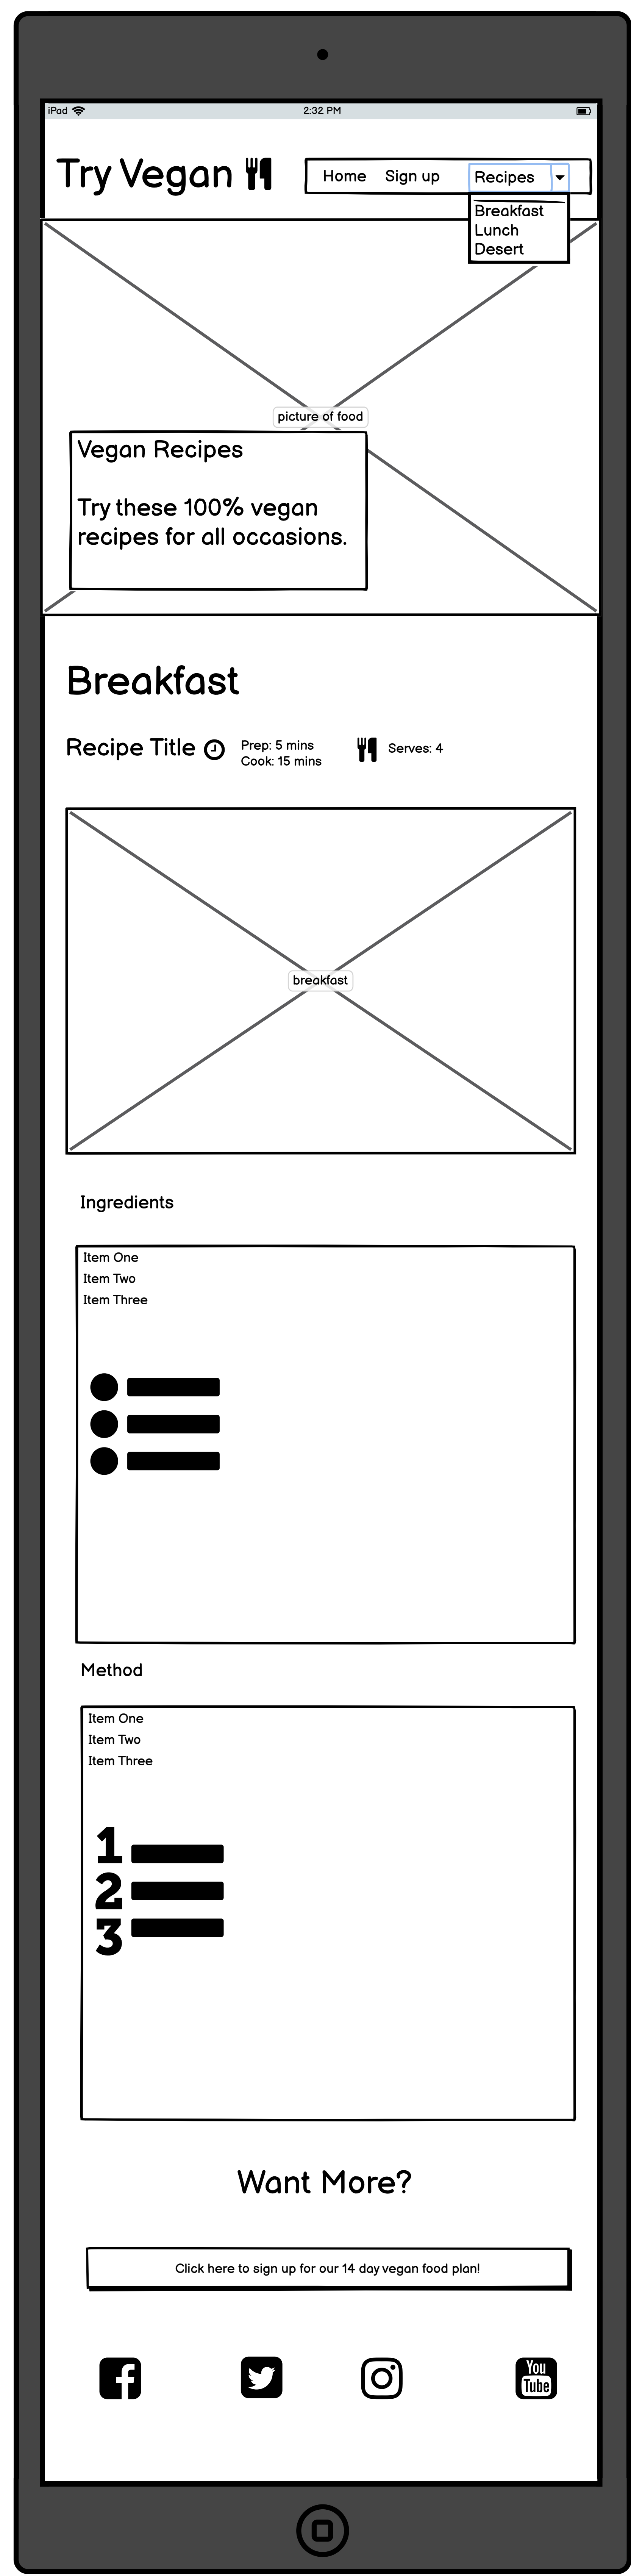 iPad
2:32 PM
Try Vegan
Home Sign up Recipes
Breakfast
Lunch
Desert
picture of food
Vegan Recipes
Try these 100% vegan
recipes for all occasions.
Breakfast
Recipe Title
Prep: 5 mins
Cook: 15 mins
Serves: 4
breakfast
Ingredients
Item One
Item Two
Item Three
Method
Item One
Item Two
Item Three
1
2
3
Want More?
Click here to sign up for our 14 day vegan food plan!
You
Tube